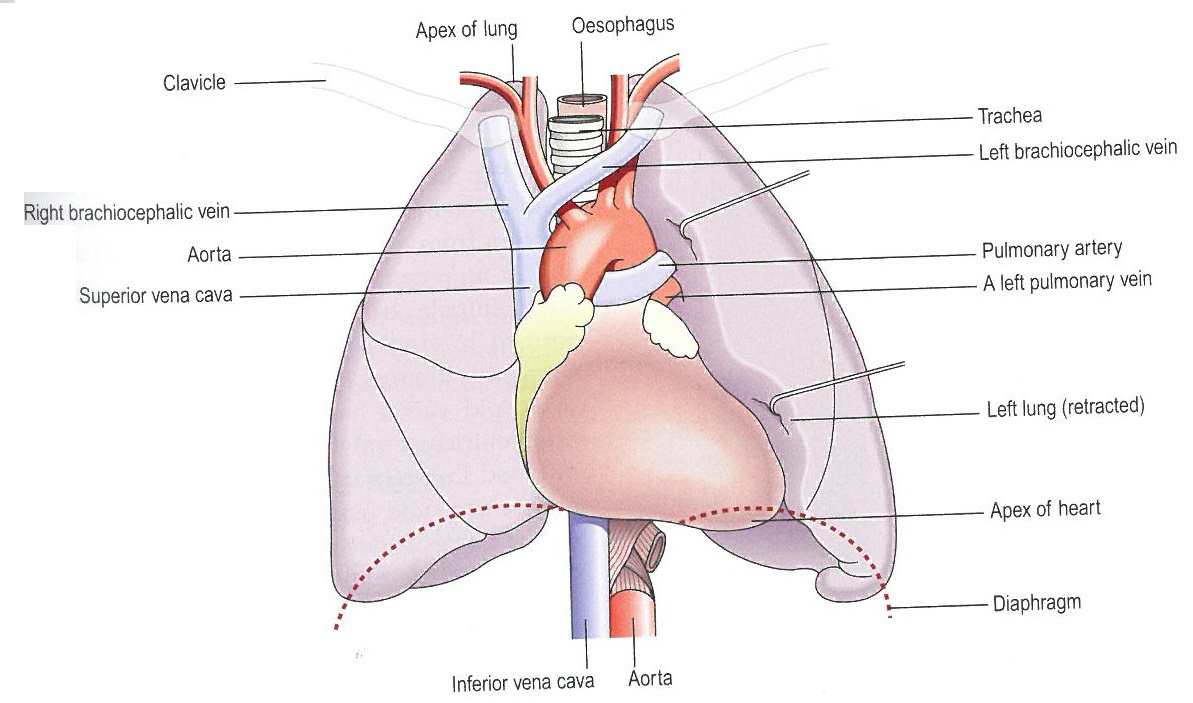 Apex of lung
Oesophagus
Clavicle
Trachea
Left brachiocephalic vein
Right brachiocephalic vein
Aorta
Pulmonary artery
Superior vena cava
A left pulmonary vein
Left lung (retracted)
Apex of heart
Diaphragm
Inferior vena cava
Aorta